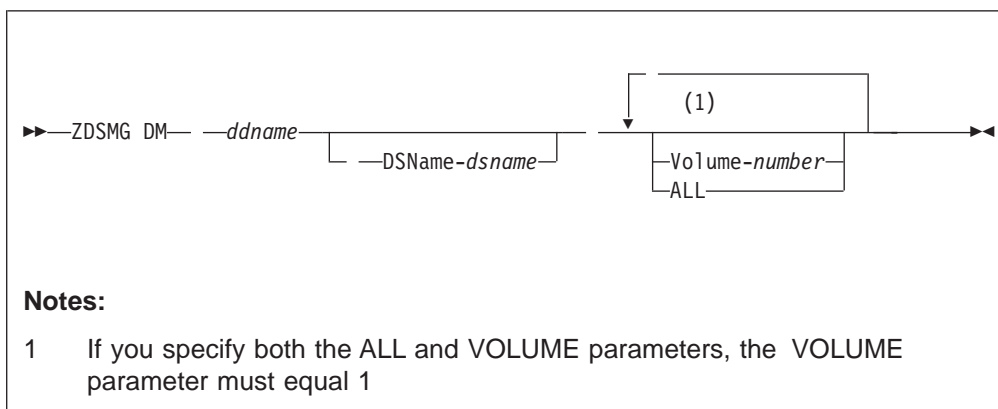 (1)
ZDSMG DM ddname
DSName-dsname
Volume-number
ALL
Notes:
1 If you specify both the ALL and VOLUME parameters, the VOLUME
parameter must equal 1